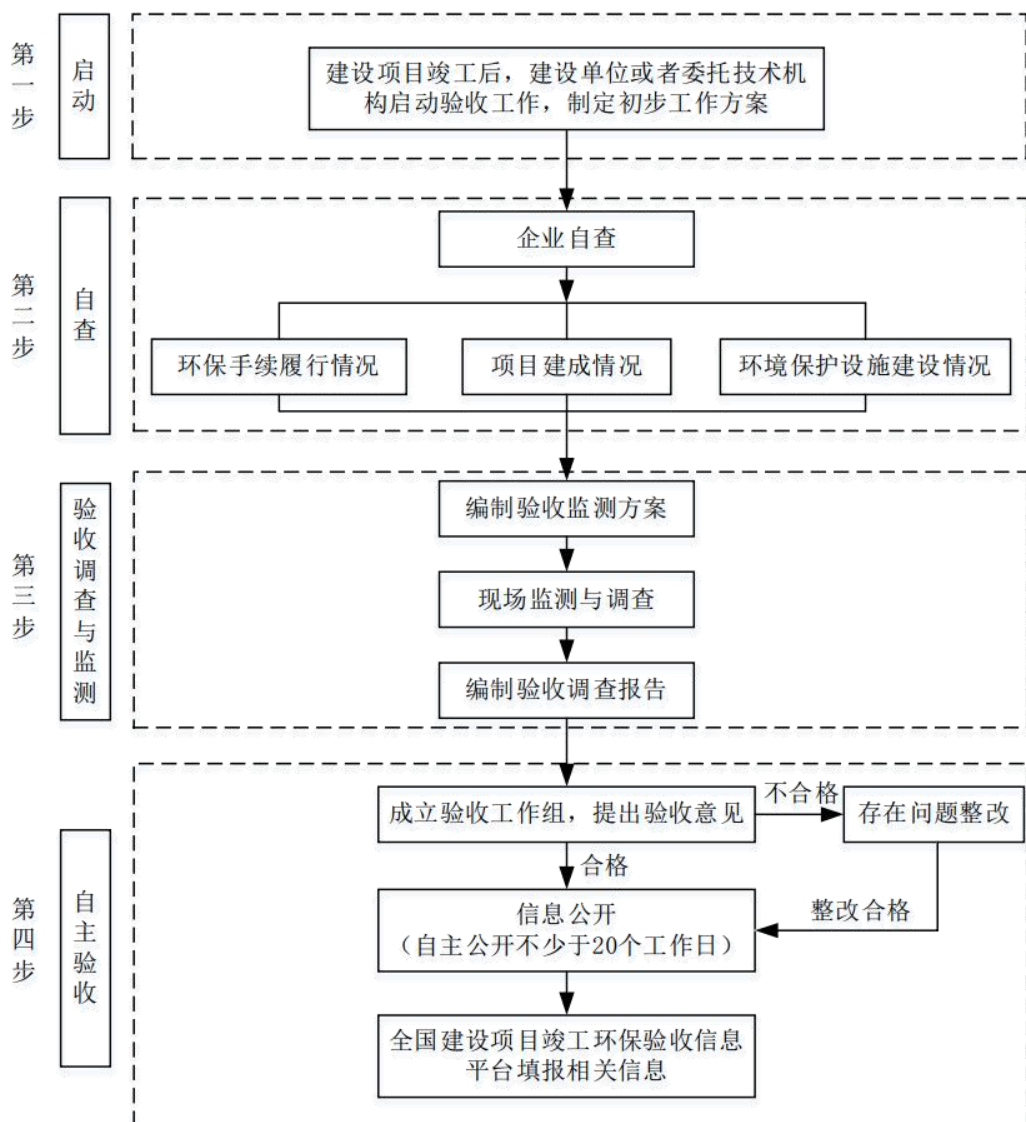 第一步
启动
建设项目竣工后，建设单位或者委托技术机
构启动验收工作，制定初步工作方案
第二步
自查
企业自查
环保手续履行情况
项目建成情况
环境保护设施建设情况
第三步
验收调查与监测
编制验收监测方案
现场监测与调查
编制验收调查报告
第四步
自主验收
成立验收工作组，提出验收意见
不合格
存在问题整改
合格
整改合格
信息公开
（自主公开不少于20个工作日）
全国建设项目竣工环保验收信息
平台填报相关信息